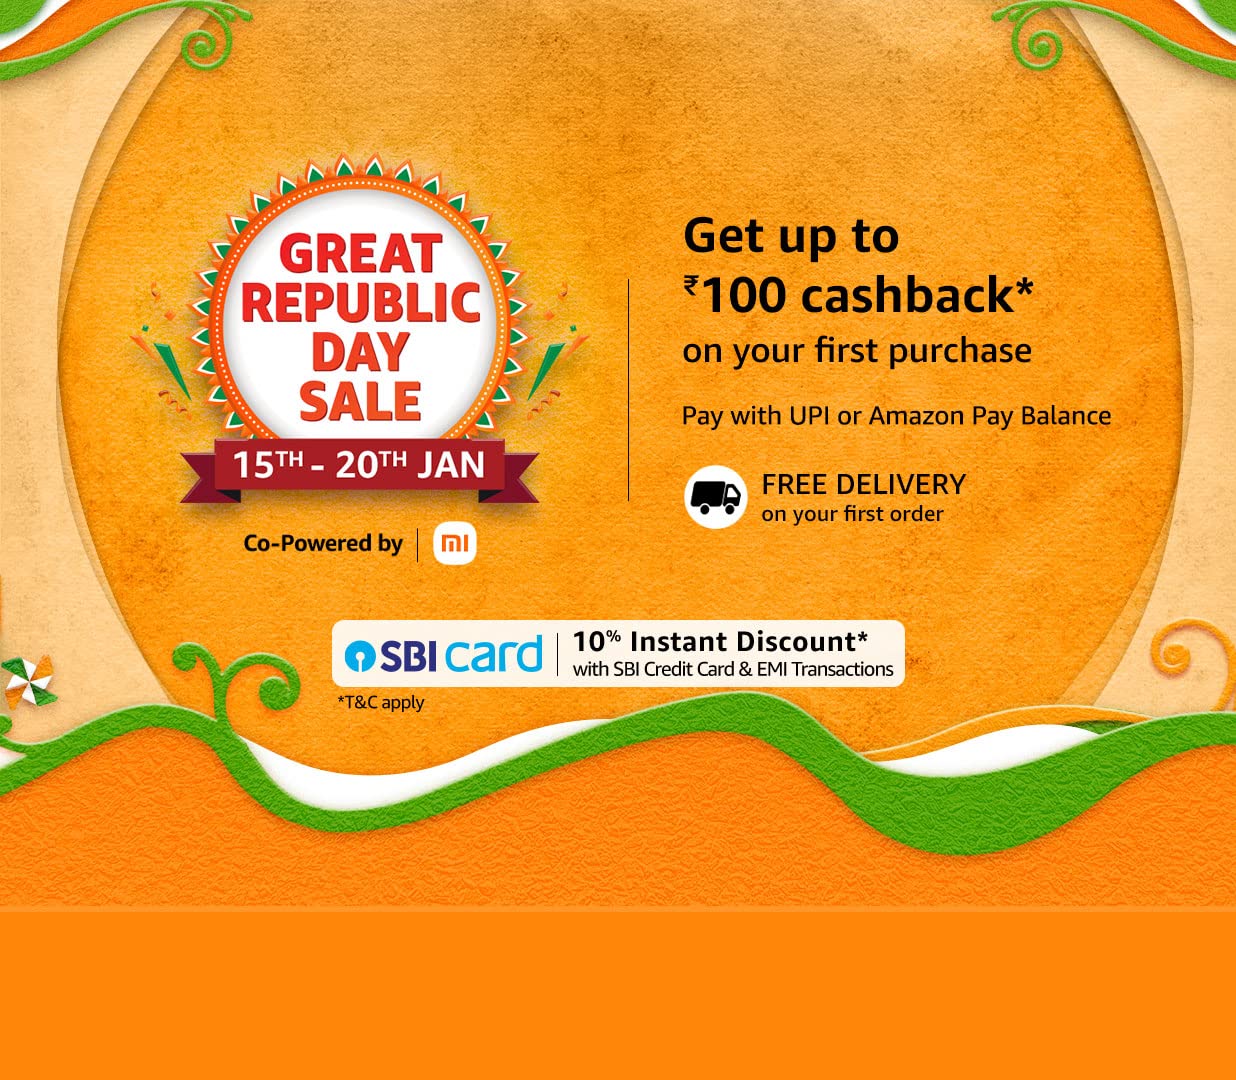 GREAT
REPUBLIC
DAY
SALE
15TH - 20TH JAN
Co-Powered by
mi
Get up to
₹100 cashback*
on your first purchase
Pay with UPI or Amazon Pay Balance
FREE DELIVERY
on your first order
SBI card
10% Instant Discount*
with SBI Credit Card & EMI Transactions
*T&C apply